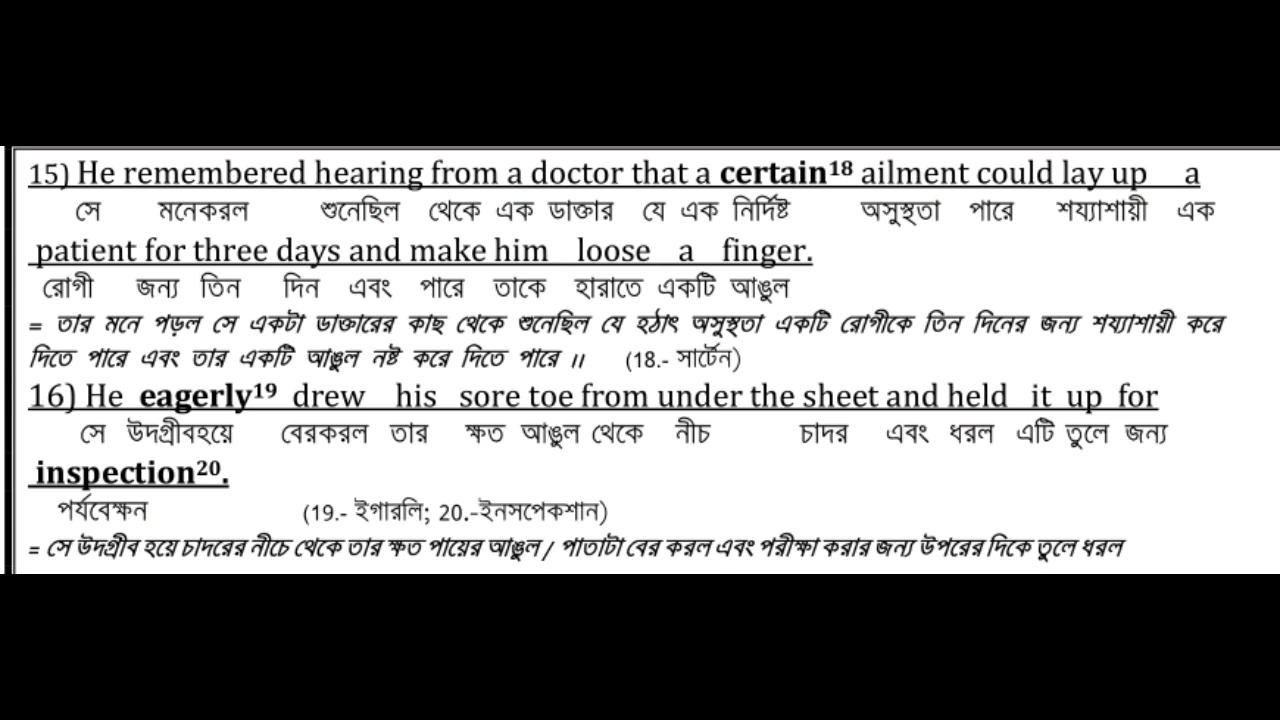 15) He remembered hearing from a doctor that a certain¹⁸ ailment could lay up a
সে মনেকরল শুনেছিল থেকে এক ডাক্তার যে এক নির্দিষ্ট অসুস্থতা পারে শয্যাশায়ী এক
patient for three days and make him loose a finger.
রোগী জন্য তিন দিন এবং পারে তাকে হারাতে একটি আঙুল
= তার মনে পড়ল সে একটা ডাক্তারের কাছ থেকে শুনেছিল যে হঠাৎ অসুস্থতা একটি রোগীকে তিন দিনের জন্য শয্যাশায়ী করে
দিতে পারে এবং তার একটি আঙুল নষ্ট করে দিতে পারে ।। (18.- সার্টেন)
16) He eagerly¹⁹ drew his sore toe from under the sheet and held it up for
সে উদগ্রীবহয়ে বেরকরল তার ক্ষত আঙুল থেকে নীচ চাদর এবং ধরল এটি তুলে জন্য
inspection²⁰.
পর্যবেক্ষন (19.- ইগারলি; 20.-ইনসপেকশান)
= সে উদগ্রীব হয়ে চাদরের নীচে থেকে তার ক্ষত পায়ের আঙুল / পাতাটা বের করল এবং পরীক্ষা করার জন্য উপরের দিকে তুলে ধরল